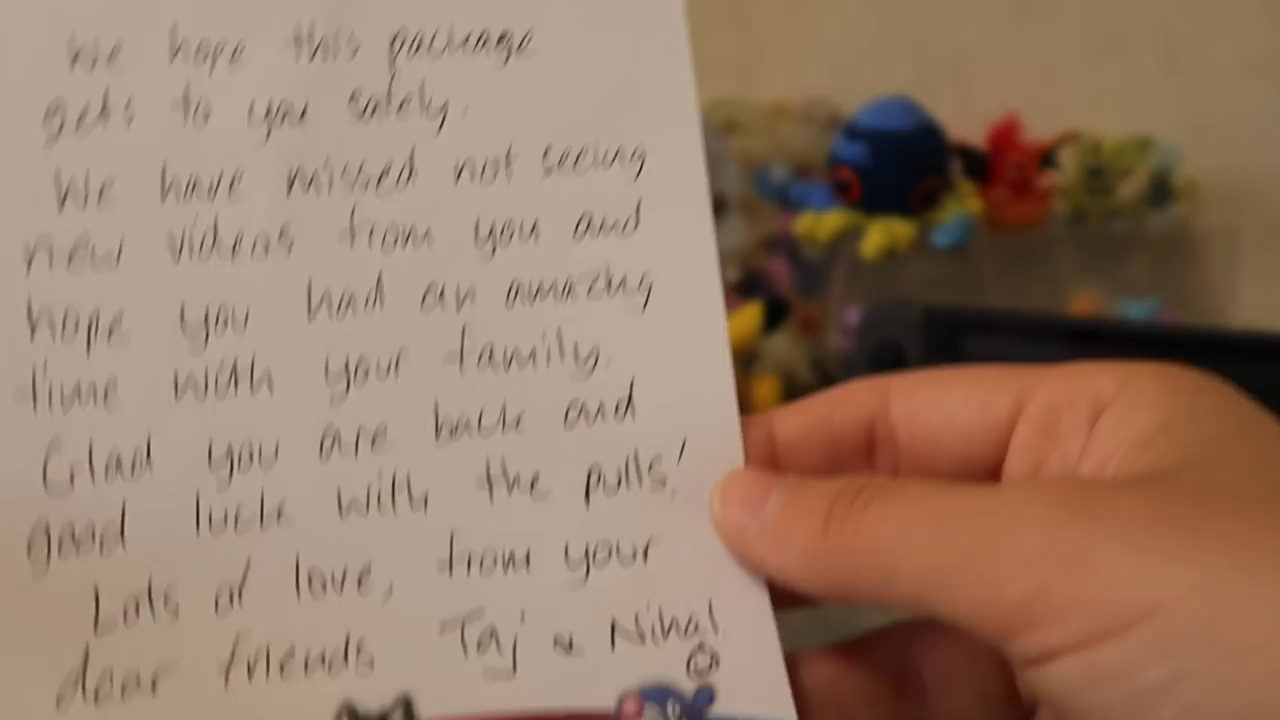 We hope this package
gets to you safely.
We have missed not seeing
new videos from you and
hope you had an amazing
time with your family.
Glad you are back and
good luck with the pulls!
Lots of love, from your
dear friends Taj & Nihal